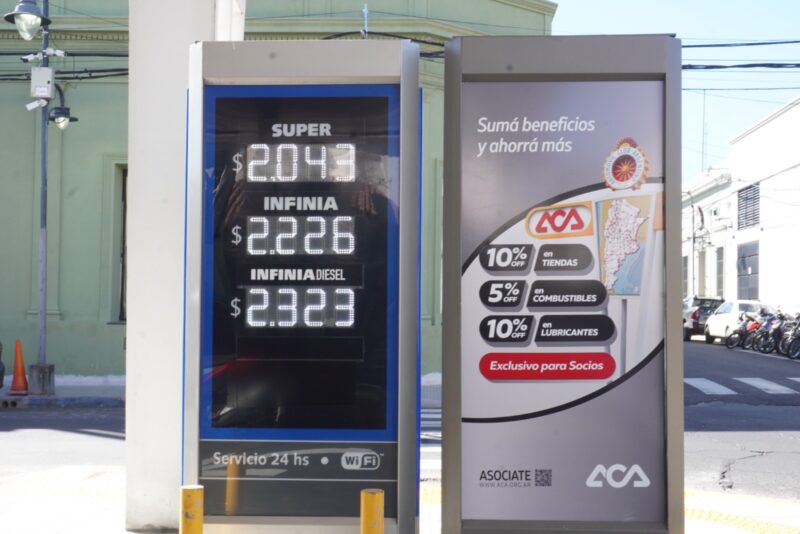 SUPER
$2.043
INFINIA
$2.226
INFINIA DIESEL
$2.323
Servicio 24 hs • WiFi
Sumá beneficios
y ahorrá más
ACA
10% OFF en TIENDAS
5% OFF en COMBUSTIBLES
10% OFF en LUBRICANTES
Exclusivo para Socios
ASOCIATE
WWW.ACA.ORG.AR
ACA